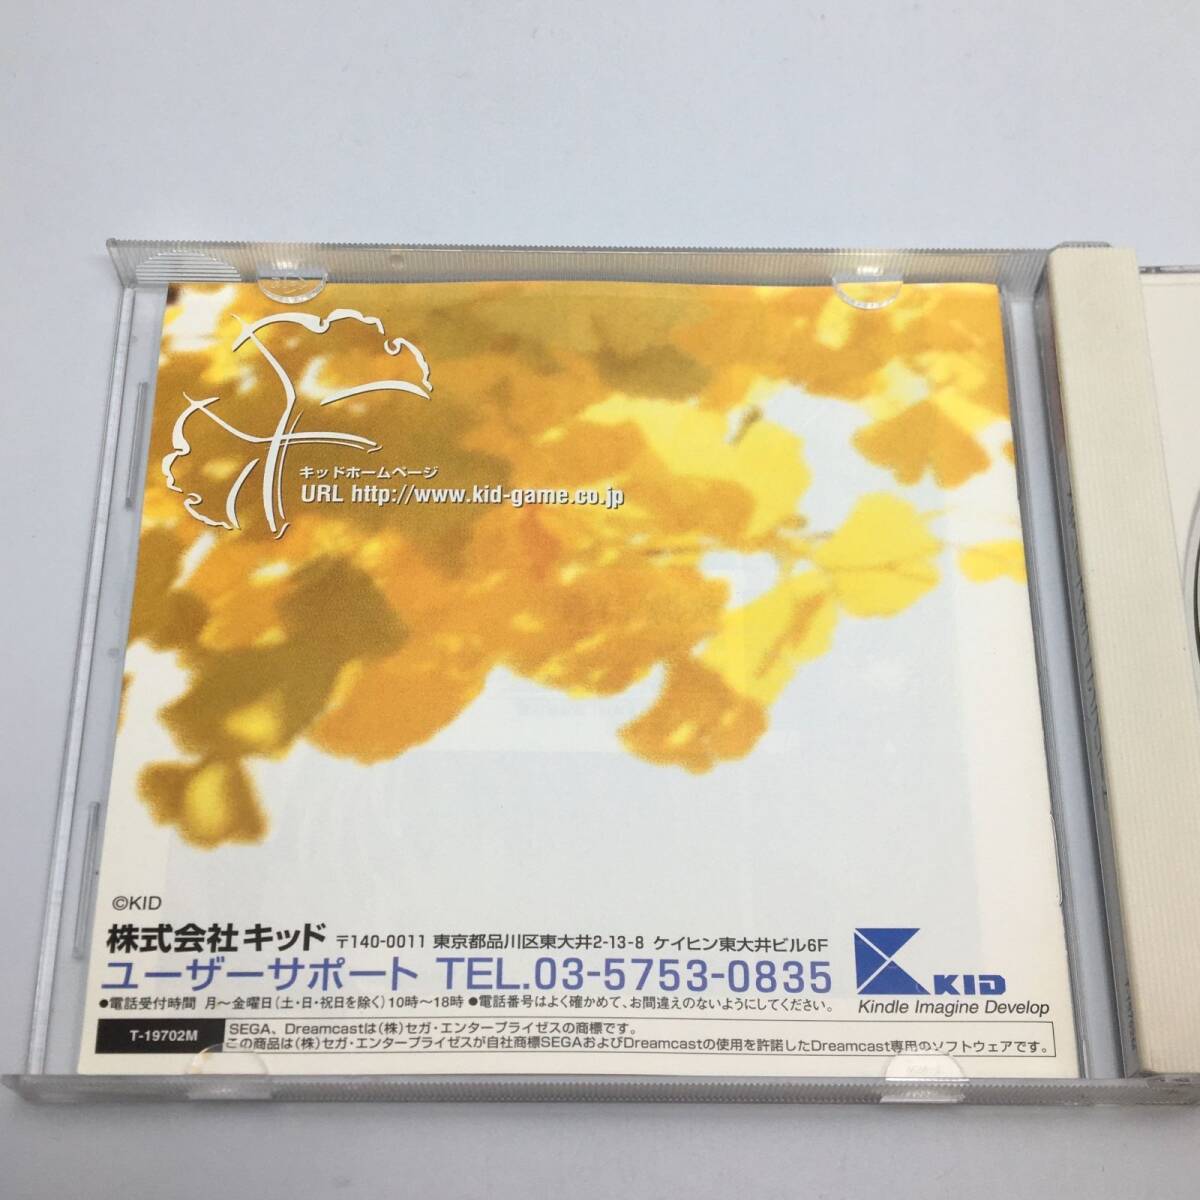 キッドホームページ
URL http://www.kid-game.co.jp
©KID
株式会社キッド 〒140-0011 東京都品川区東大井2-13-8 ケイヒン東大井ビル6F
ユーザーサポート TEL.03-5753-0835
●電話受付時間 月～金曜日(土・日・祝日を除く)10時～18時 ●電話番号はよく確かめて、お間違えのないようにしてください。
KID
Kindle Imagine Develop
T-19702M
SEGA、Dreamcastは(株)セガ・エンタープライゼスの商標です。
この商品は(株)セガ・エンタープライゼスが自社商標SEGAおよびDreamcastの使用を許諾したDreamcast専用のソフトウェアです。